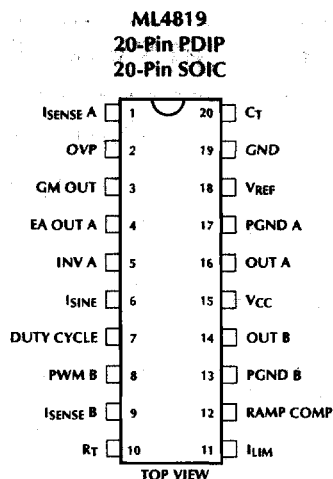 ML4819
20-Pin PDIP
20-Pin SOIC
ISENSE A 1 20 CT
OVP 2 19 GND
GM OUT 3 18 VREF
EA OUT A 4 17 PGND A
INV A 5 16 OUT A
ISINE 6 15 VCC
DUTY CYCLE 7 14 OUT B
PWM B 8 13 PGND B
ISENSE B 9 12 RAMP COMP
RT 10 11 ILIM
TOP VIEW